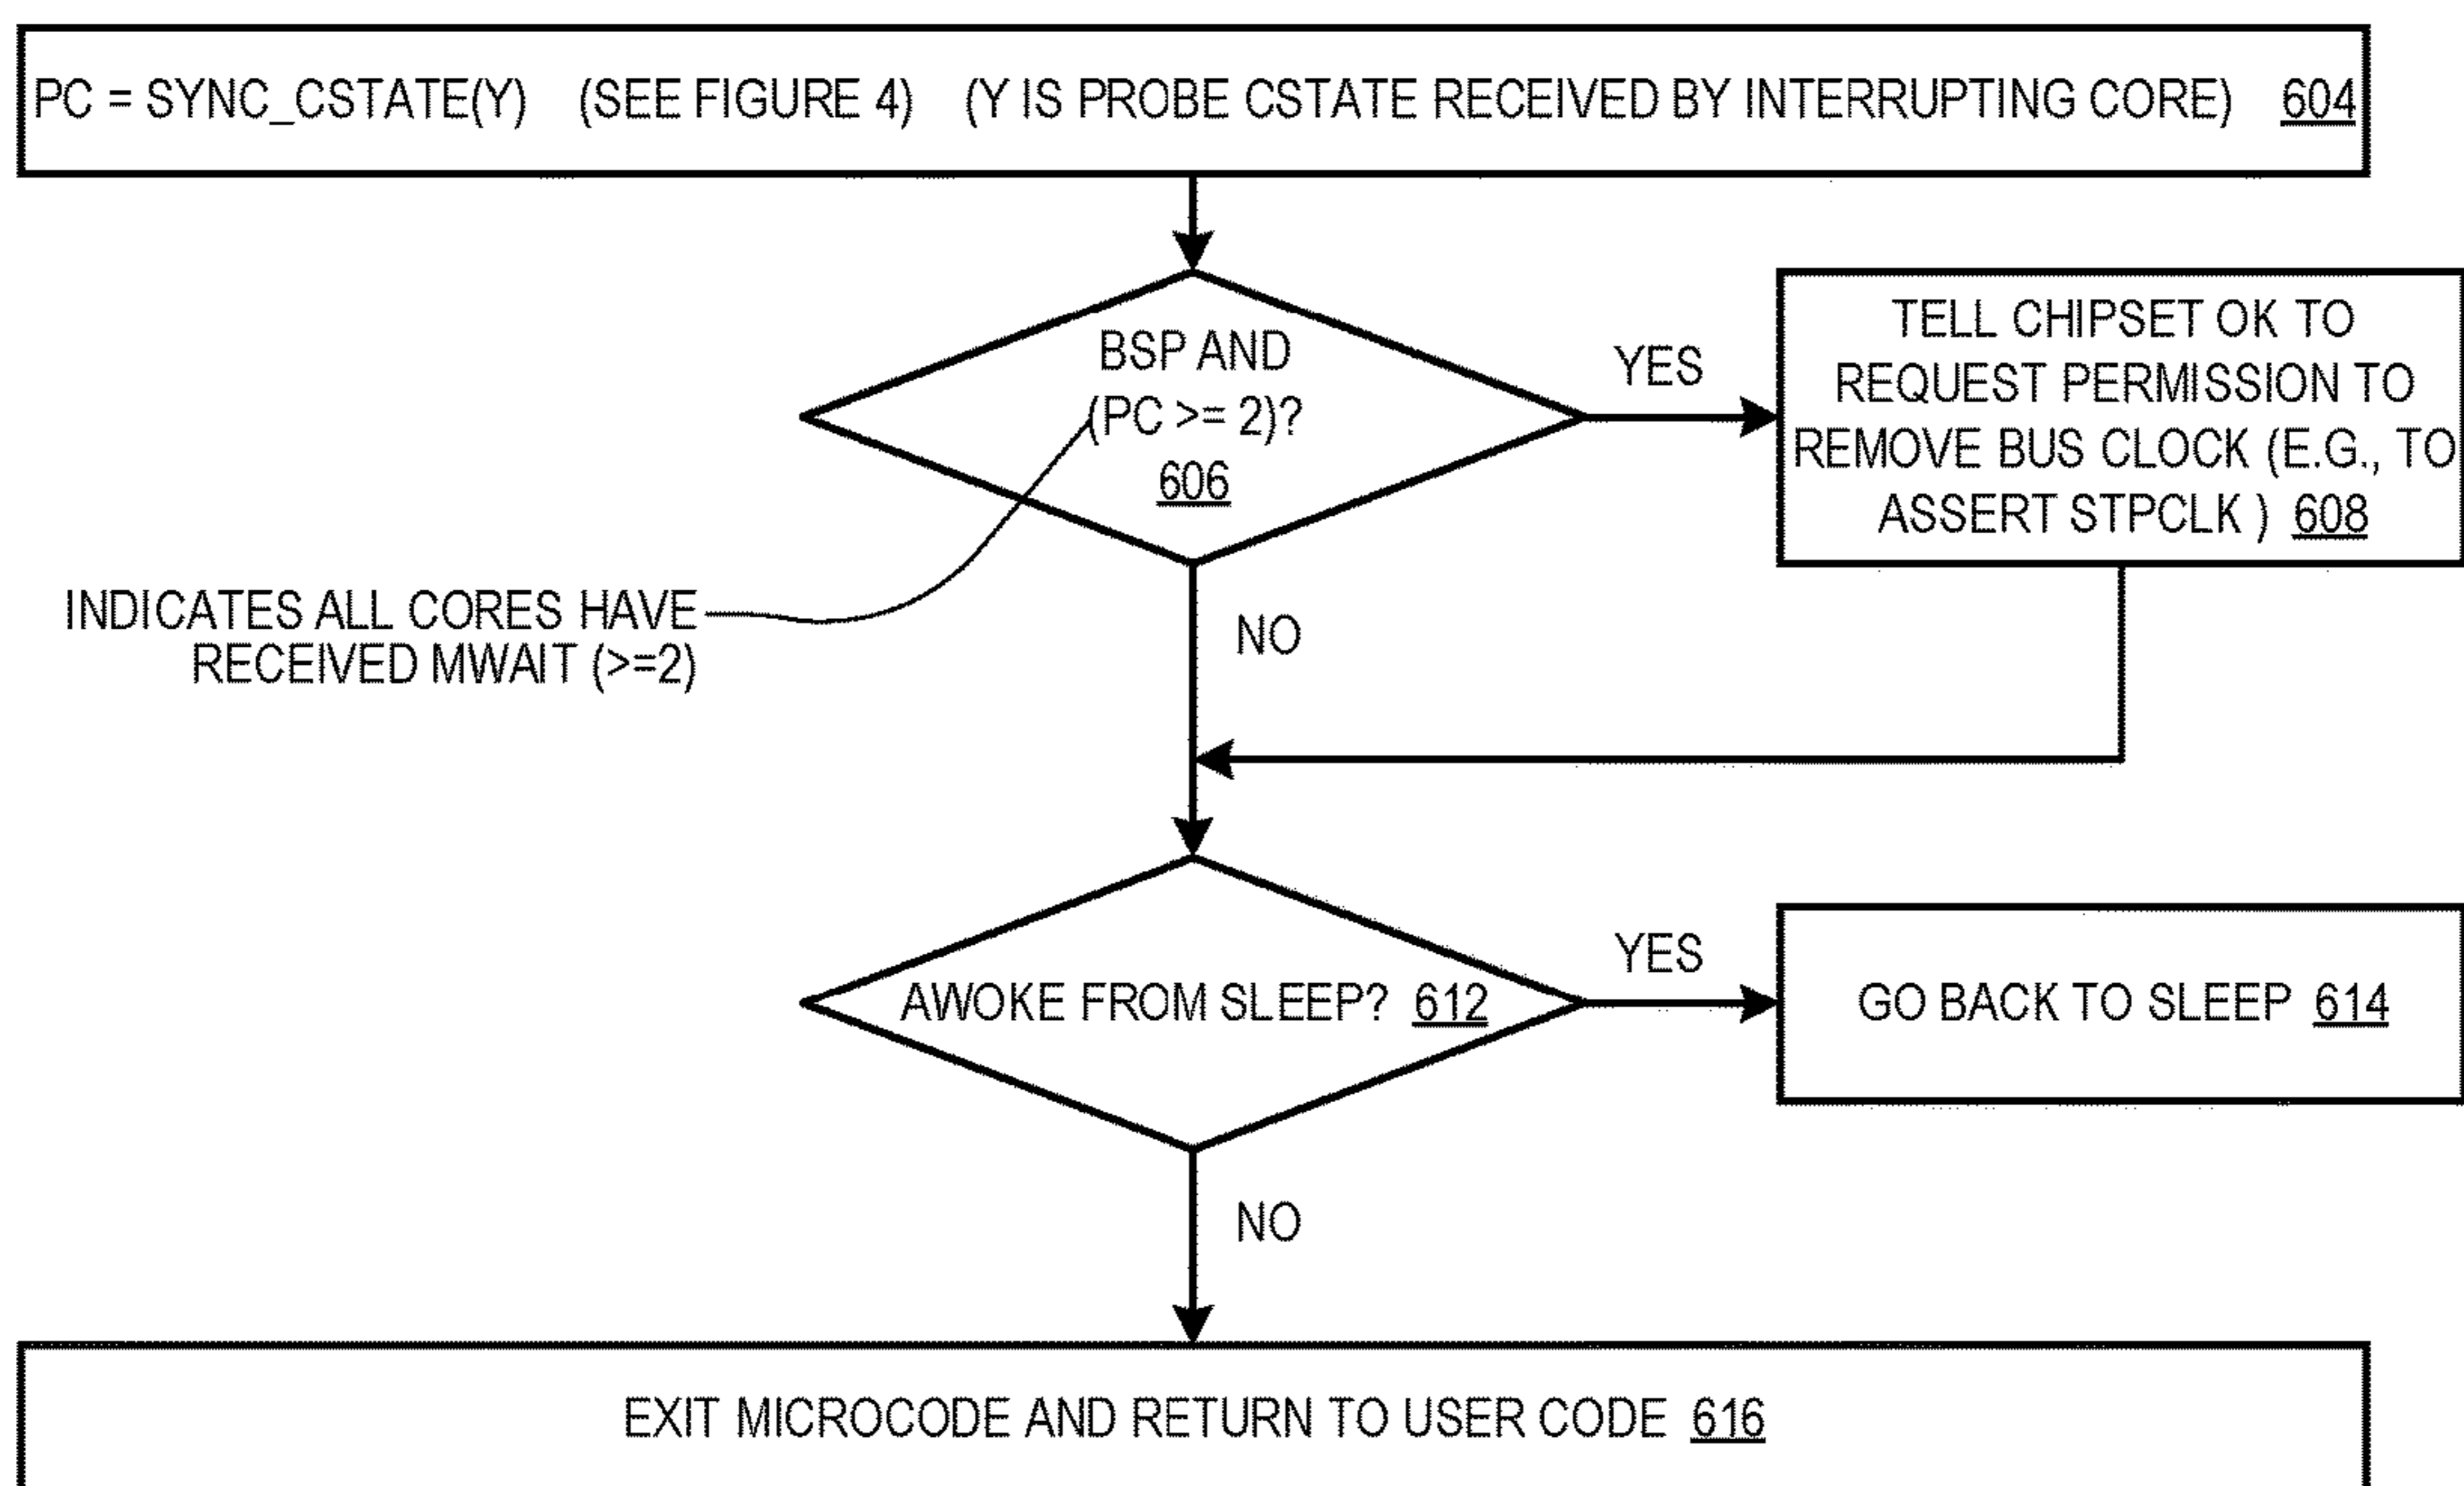 PC = SYNC_CSTATE(Y) (SEE FIGURE 4) (Y IS PROBE CSTATE RECEIVED BY INTERRUPTING CORE) 604
BSP AND
(PC >= 2)?
606
YES
TELL CHIPSET OK TO
REQUEST PERMISSION TO
REMOVE BUS CLOCK (E.G., TO
ASSERT STPCLK ) 608
INDICATES ALL CORES HAVE
RECEIVED MWAIT (>=2)
NO
AWOKE FROM SLEEP? 612
YES
GO BACK TO SLEEP 614
NO
EXIT MICROCODE AND RETURN TO USER CODE 616